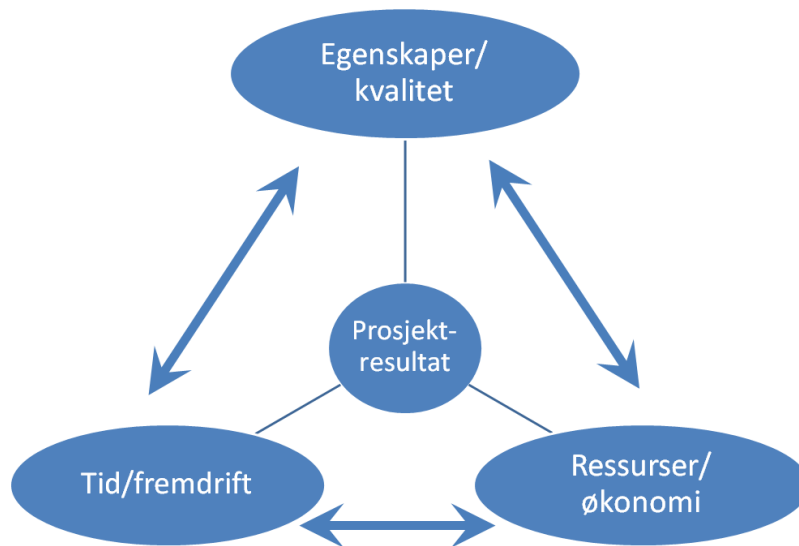 Egenskaper/
kvalitet
Prosjekt-
resultat
Tid/fremdrift
Ressurser/
økonomi